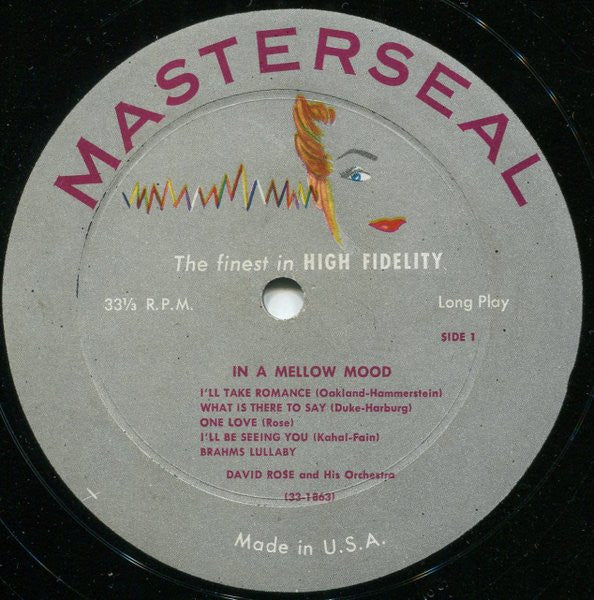 MASTERSEAL
The finest in HIGH FIDELITY
33⅓ R.P.M.
Long Play
SIDE 1
IN A MELLOW MOOD
I'LL TAKE ROMANCE (Oakland-Hammerstein)
WHAT IS THERE TO SAY (Duke-Harburg)
ONE LOVE (Rose)
I'LL BE SEEING YOU (Kahal-Fain)
BRAHMS LULLABY
DAVID ROSE and His Orchestra
(33-1863)
Made in U.S.A.